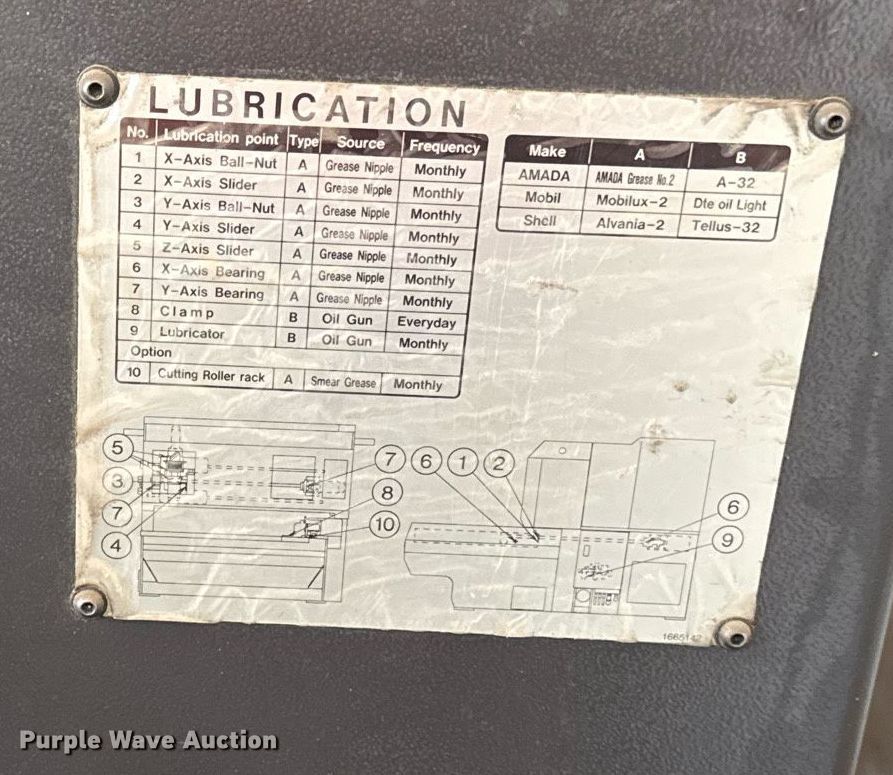 LUBRICATION
No. Lubrication point Type Source Frequency
1 X-Axis Ball-Nut A Grease Nipple Monthly
2 X-Axis Slider A Grease Nipple Monthly
3 Y-Axis Ball-Nut A Grease Nipple Monthly
4 Y-Axis Slider A Grease Nipple Monthly
5 Z-Axis Slider A Grease Nipple Monthly
6 X-Axis Bearing A Grease Nipple Monthly
7 Y-Axis Bearing A Grease Nipple Monthly
8 Clamp B Oil Gun Everyday
9 Lubricator B Oil Gun Monthly
Option
10 Cutting Roller rack A Smear Grease Monthly
Make A B
AMADA AMADA Grease No.2 A-32
Mobil Mobilux-2 Dte oil Light
Shell Alvania-2 Tellus-32
5
3
7
4
7
8
10
6 1 2
6
9
1665142
Purple Wave Auction